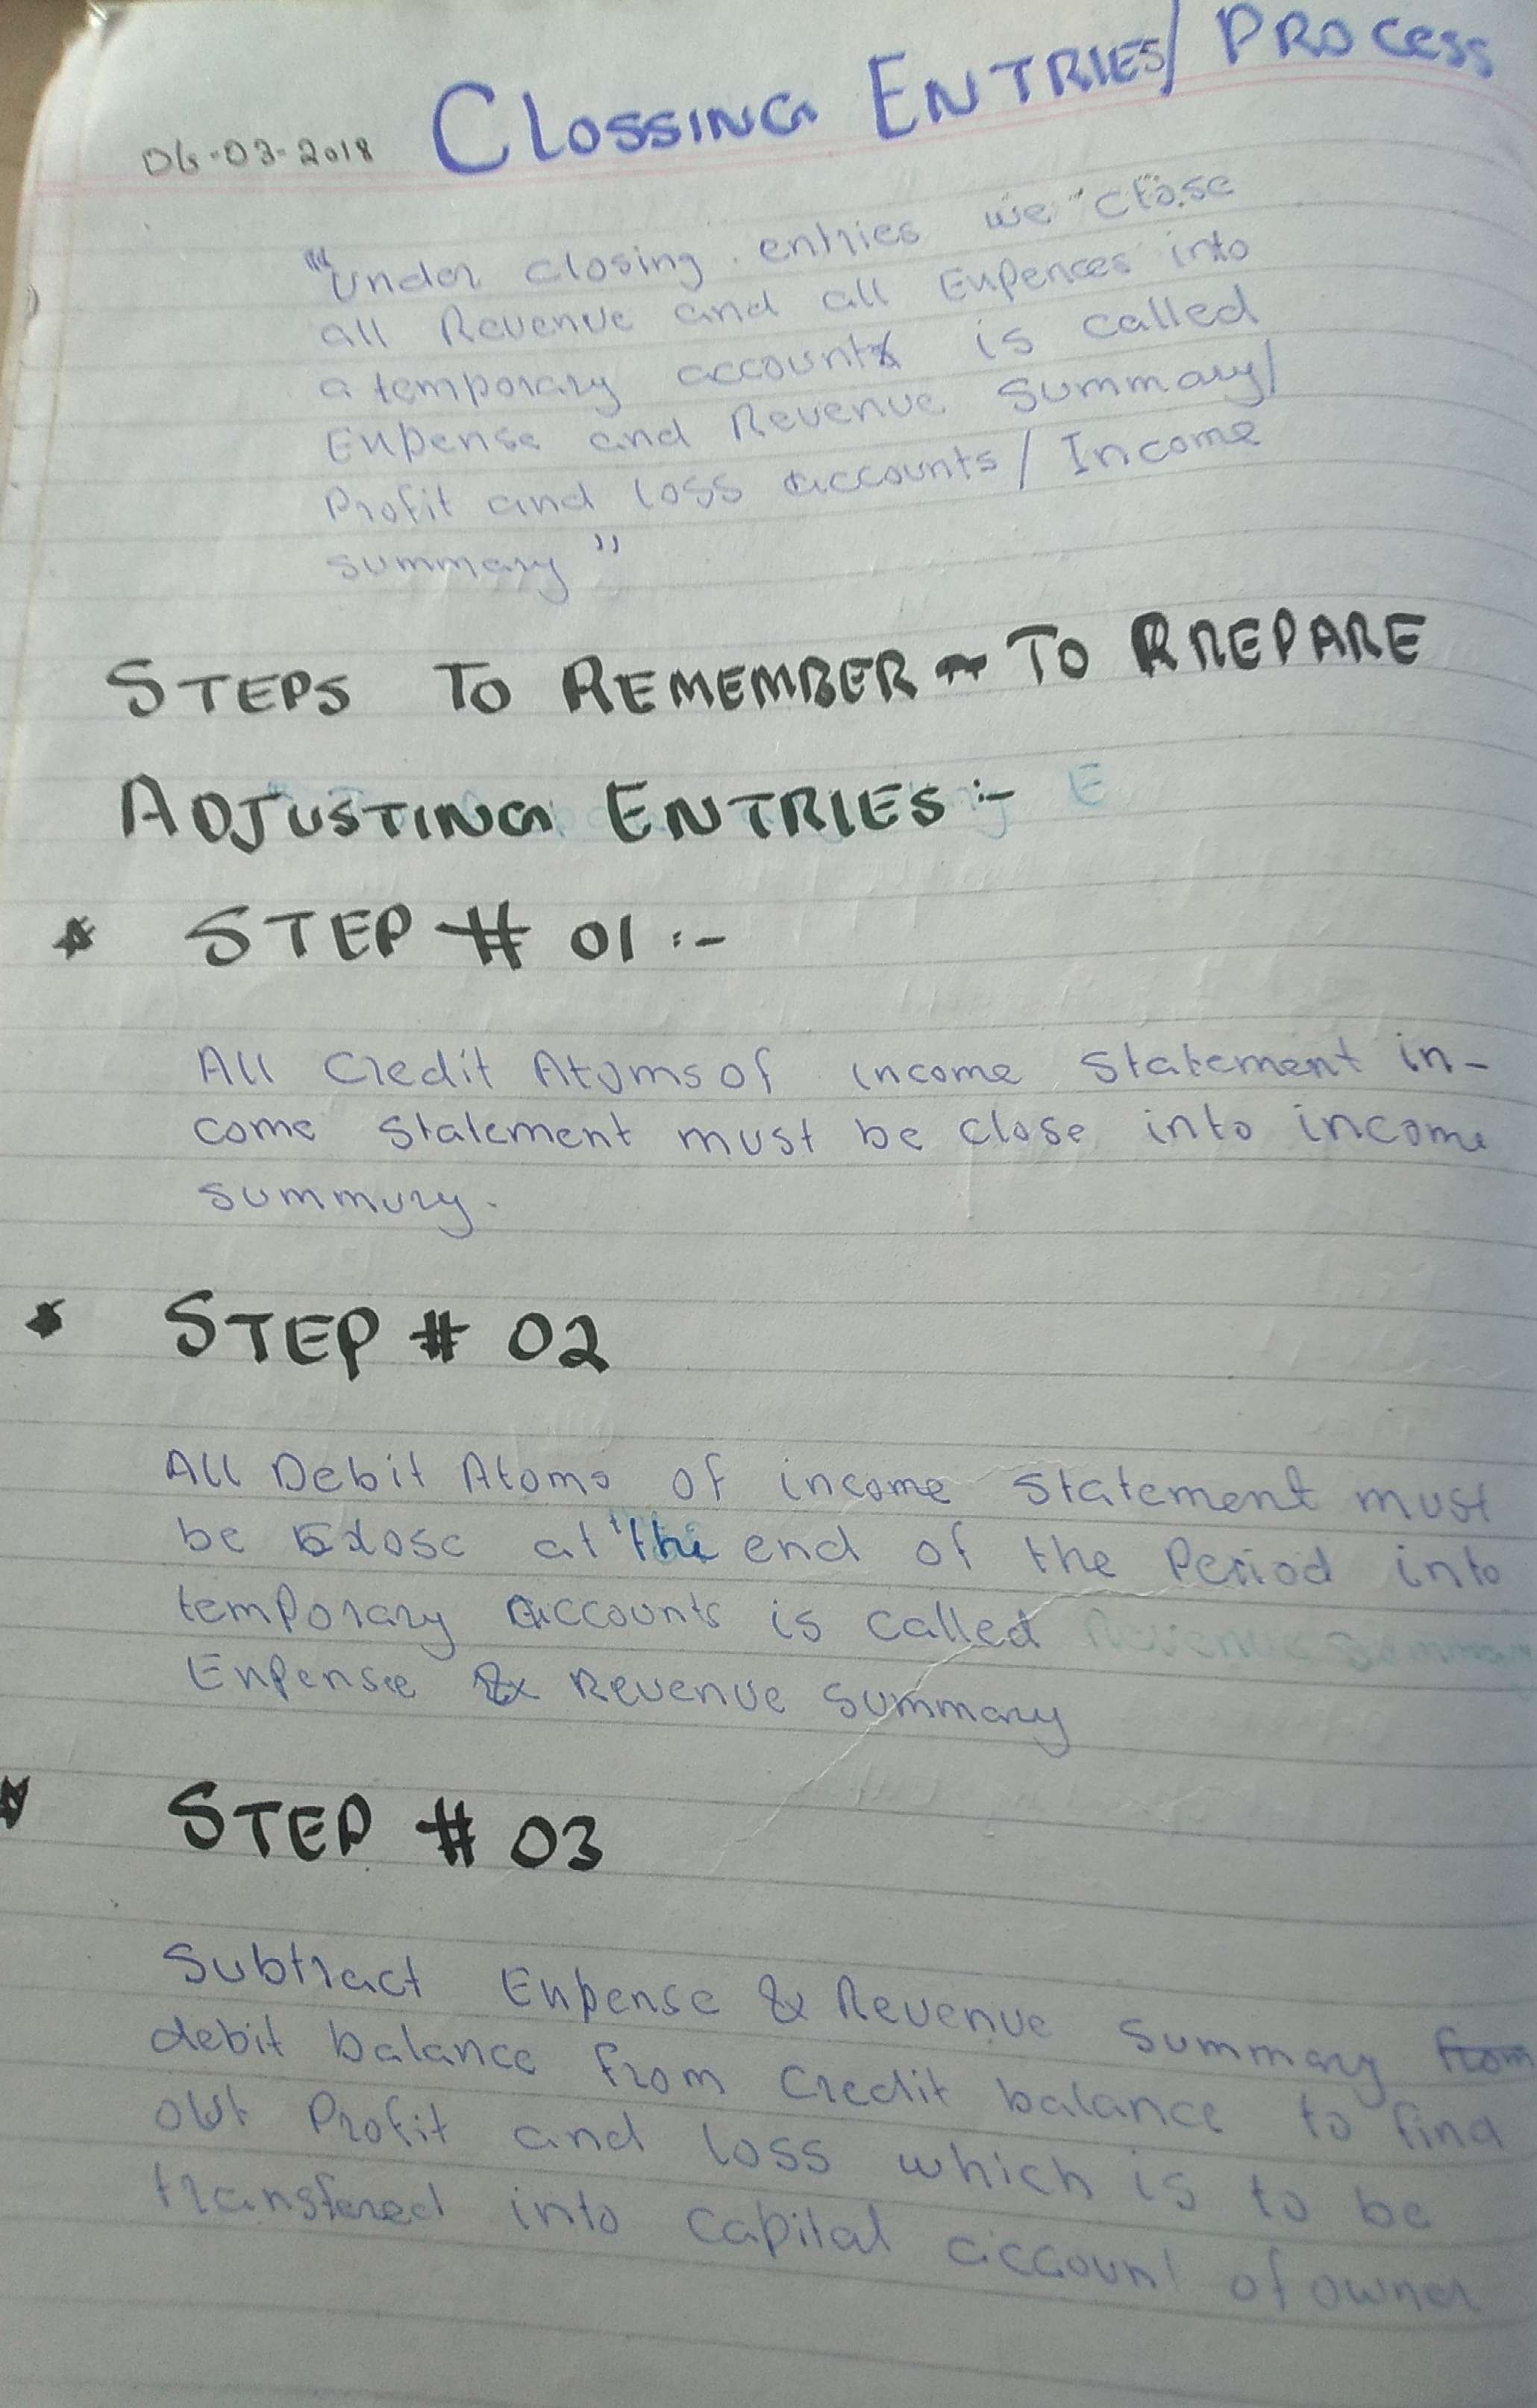 06-03-2018 CLOSSING ENTRIES/ PROCESS
"Under closing entries we close
all Revenue and all Expences into
a temporary account is called
Expense and Revenue Summary/
Profit and loss accounts/ Income
summary"
STEPS TO REMEMBER ~ TO PREPARE
ADJUSTING ENTRIES :-
* STEP # 01 :-
All Credit Atoms of income Statement in-
come statement must be close into income
summury.
* STEP # 02
All Debit Atoms of income Statement must
be close at the end of the Period into
temporary accounts is called Revenue Summary
Expense & Revenue summary
* STEP # 03
Subtract Expense & Revenue Summary from
debit balance from credit balance to find
out Profit and loss which is to be
transfered into Capital account of owner